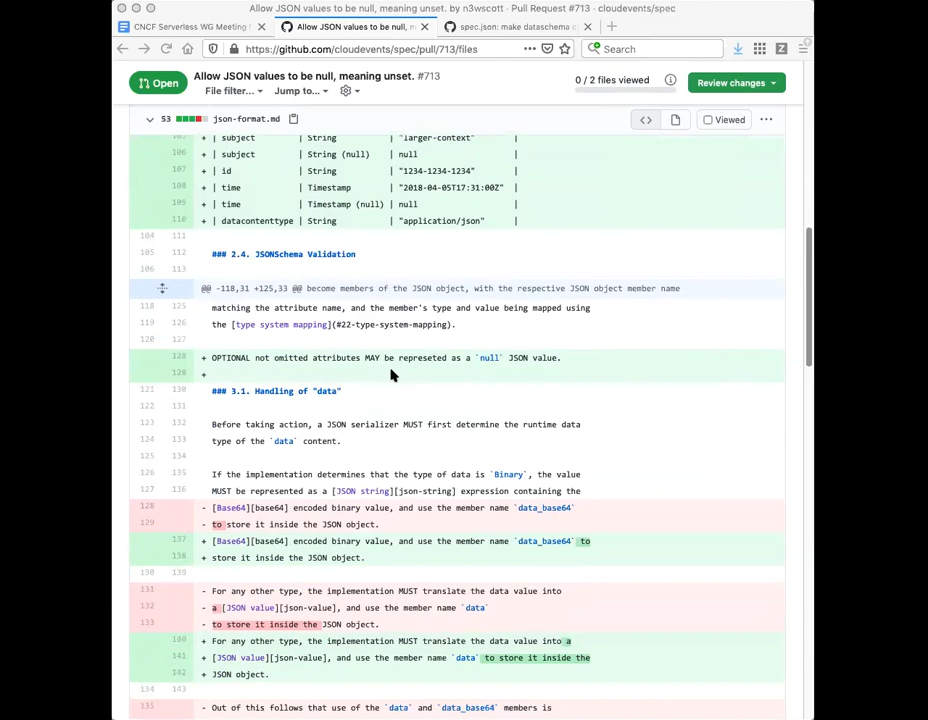 Allow JSON values to be null, meaning unset. by n3wscott · Pull Request #713 · cloudevents/spec
CNCF Serverless WG Meeting
Allow JSON values to be null, m
spec.json: make dataschema c
https://github.com/cloudevents/spec/pull/713/files
Search
Open
Allow JSON values to be null, meaning unset. #713
File filter...
Jump to...
0 / 2 files viewed
Review changes
53 json-format.md
Viewed
105 + | subject | String | "larger-context" |
106 + | subject | String (null) | null |
107 + | id | String | "1234-1234-1234" |
108 + | time | Timestamp | "2018-04-05T17:31:00Z" |
109 + | time | Timestamp (null) | null |
110 + | datacontenttype | String | "application/json" |
104 111
105 112 ### 2.4. JSONSchema Validation
106 113
@@ -118,31 +125,33 @@ become members of the JSON object, with the respective JSON object member name
118 125 matching the attribute name, and the member's type and value being mapped using
119 126 the [type system mapping](#22-type-system-mapping).
120 127
128 + OPTIONAL not omitted attributes MAY be represeted as a `null` JSON value.
129 +
121 130 ### 3.1. Handling of "data"
122 131
123 132 Before taking action, a JSON serializer MUST first determine the runtime data
124 133 type of the `data` content.
125 134
126 135 If the implementation determines that the type of data is `Binary`, the value
127 136 MUST be represented as a [JSON string][json-string] expression containing the
128 - [Base64][base64] encoded binary value, and use the member name `data_base64`
129 - to store it inside the JSON object.
137 + [Base64][base64] encoded binary value, and use the member name `data_base64` to
138 + store it inside the JSON object.
130 139
131 - For any other type, the implementation MUST translate the data value into
132 - a [JSON value][json-value], and use the member name `data`
133 - to store it inside the JSON object.
140 + For any other type, the implementation MUST translate the data value into a
141 + [JSON value][json-value], and use the member name `data` to store it inside the
142 + JSON object.
134 143
135 - Out of this follows that use of the `data` and `data_base64` members is